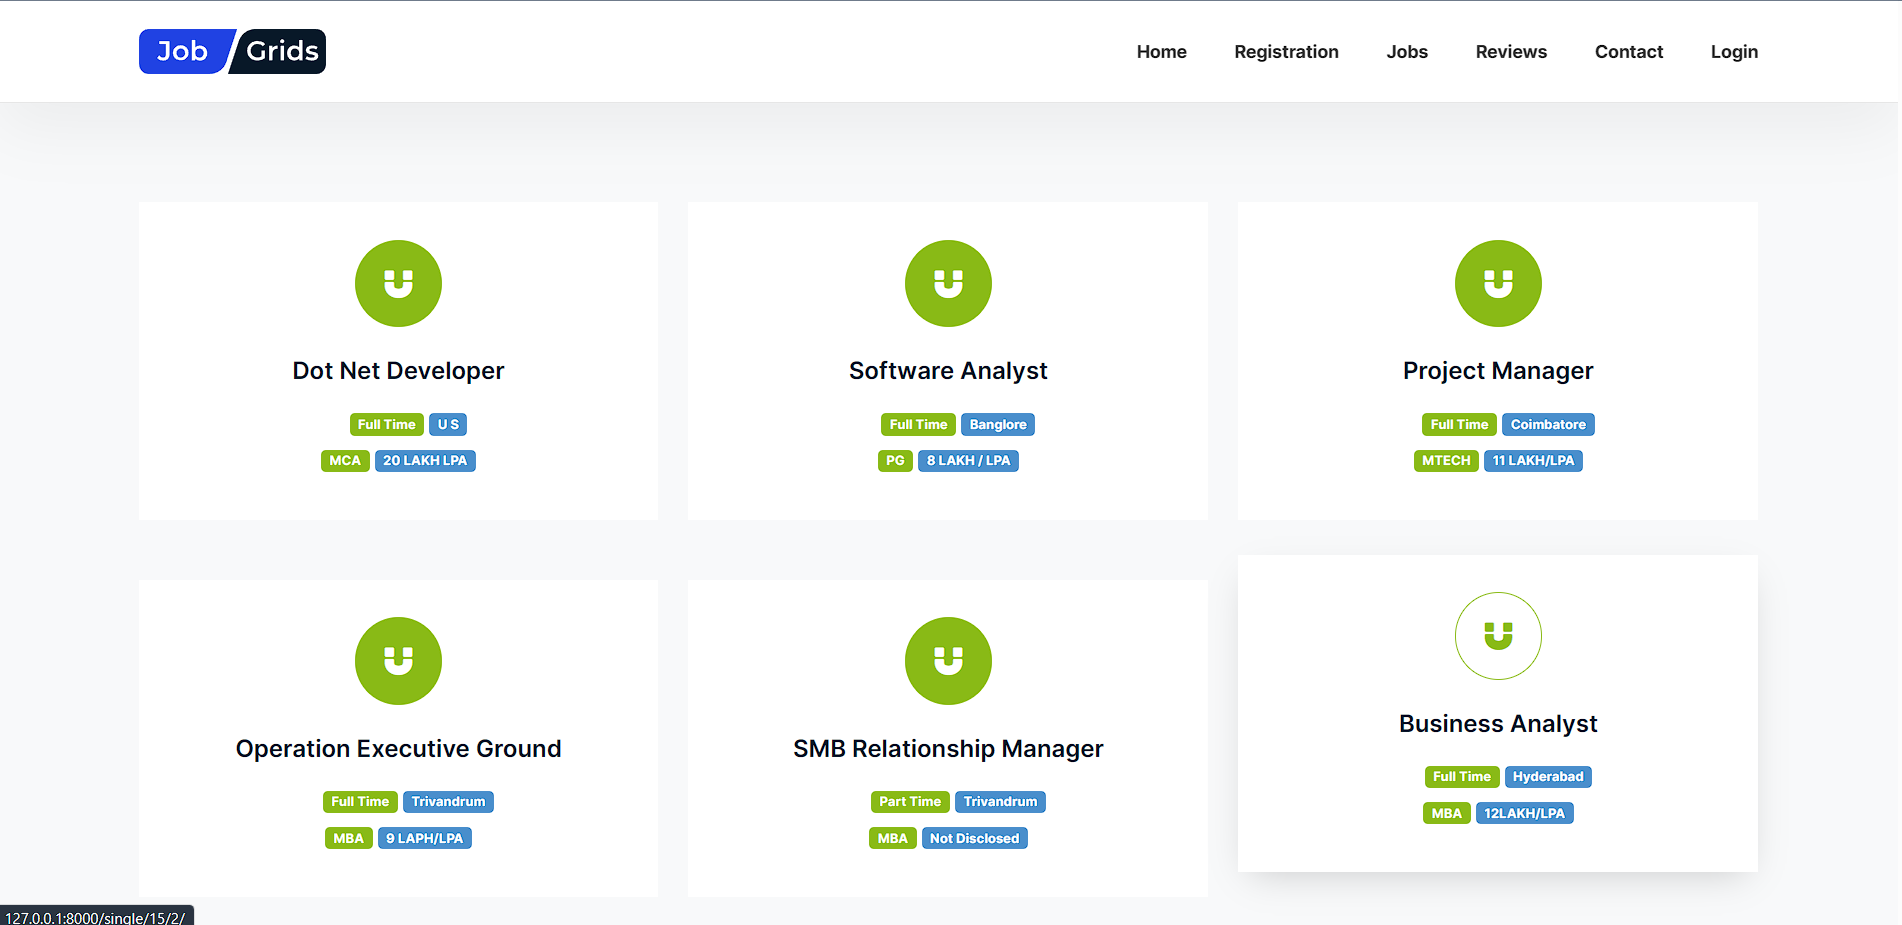 Job Grids
Home Registration Jobs Reviews Contact Login
Dot Net Developer
Full Time U S
MCA 20 LAKH LPA
Software Analyst
Full Time Banglore
PG 8 LAKH / LPA
Project Manager
Full Time Coimbatore
MTECH 11 LAKH/LPA
Operation Executive Ground
Full Time Trivandrum
MBA 9 LAPH/LPA
SMB Relationship Manager
Part Time Trivandrum
MBA Not Disclosed
Business Analyst
Full Time Hyderabad
MBA 12LAKH/LPA
127.0.0.1:8000/single/15/2/